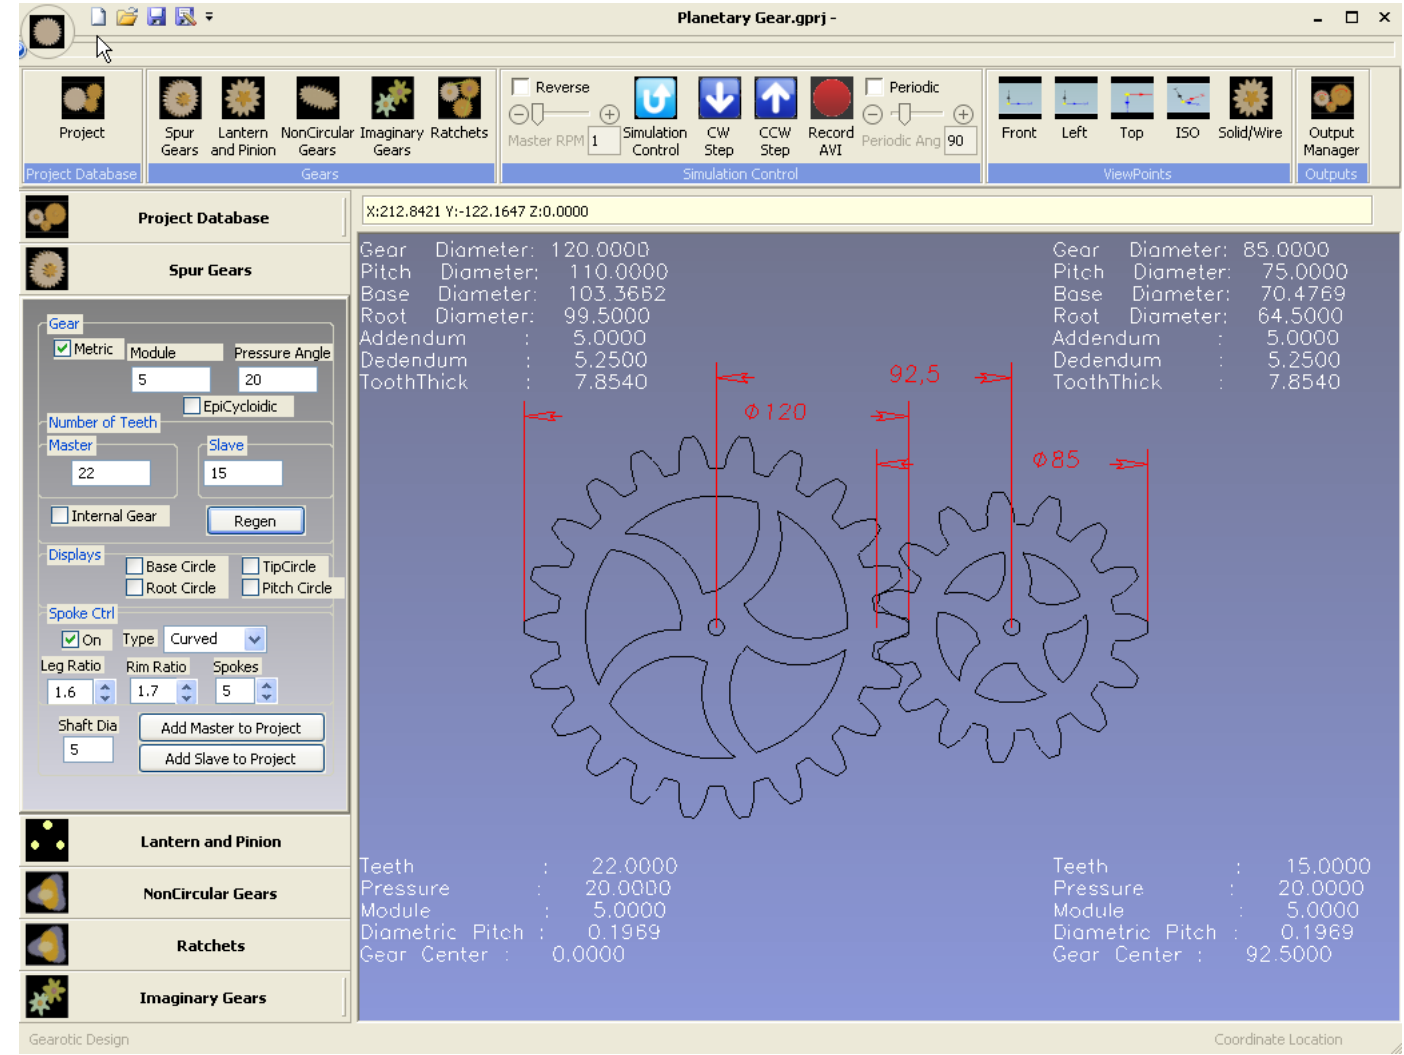 Planetary Gear.gprj -
Project
Spur Gears
Lantern and Pinion
NonCircular Gears
Imaginary Gears
Ratchets
Reverse
Master RPM 1
Simulation Control
CW Step
CCW Step
Record AVI
Periodic
Periodic Ang 90
Front
Left
Top
ISO
Solid/Wire
Output Manager
Project Database
Gears
Simulation Control
ViewPoints
Outputs
Project Database
Spur Gears
Gear
Metric
Module
Pressure Angle
5
20
EpiCycloidic
Number of Teeth
Master
Slave
22
15
Internal Gear
Regen
Displays
Base Circle
TipCircle
Root Circle
Pitch Circle
Spoke Ctrl
On
Type
Curved
Leg Ratio
Rim Ratio
Spokes
1.6
1.7
5
Shaft Dia
5
Add Master to Project
Add Slave to Project
Lantern and Pinion
NonCircular Gears
Ratchets
Imaginary Gears
X:212.8421 Y:-122.1647 Z:0.0000
Gear Diameter: 120.0000
Pitch Diameter: 110.0000
Base Diameter: 103.3662
Root Diameter: 99.5000
Addendum : 5.0000
Dedendum : 5.2500
ToothThick : 7.8540
Gear Diameter: 85.0000
Pitch Diameter: 75.0000
Base Diameter: 70.4769
Root Diameter: 64.5000
Addendum : 5.0000
Dedendum : 5.2500
ToothThick : 7.8540
92,5
Ø120
Ø85
Teeth : 22.0000
Pressure : 20.0000
Module : 5.0000
Diametric Pitch : 0.1969
Gear Center : 0.0000
Teeth : 15.0000
Pressure : 20.0000
Module : 5.0000
Diametric Pitch : 0.1969
Gear Center : 92.5000
Gearotic Design
Coordinate Location